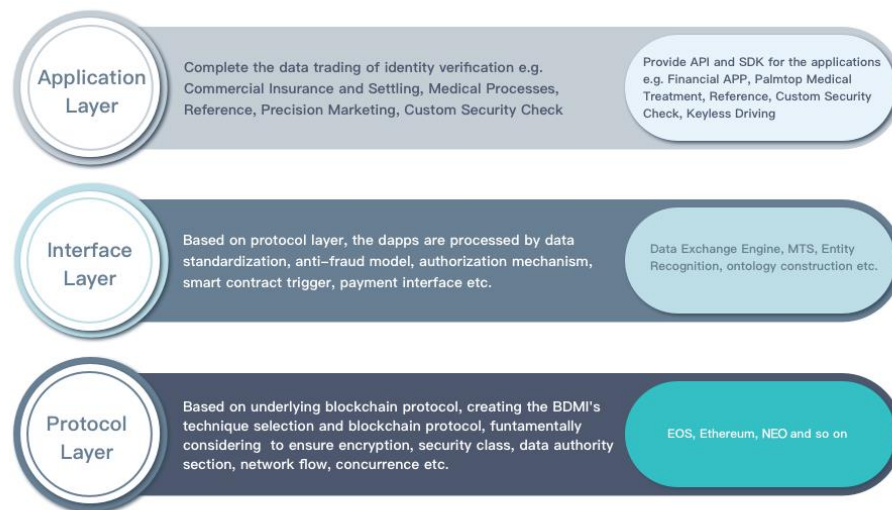 Application
Layer
Complete the data trading of identity verification e.g.
Commercial Insurance and Settling, Medical Processes,
Reference, Precision Marketing, Custom Security Check
Provide API and SDK for the applications
e.g. Financial APP, Palmtop Medical
Treatment, Reference, Custom Security
Check, Keyless Driving
Interface
Layer
Based on protocol layer, the dapps are processed by data
standardization, anti-fraud model, authorization mechanism,
smart contract trigger, payment interface etc.
Data Exchange Engine, MTS, Entity
Recognition, ontology construction etc.
Protocol
Layer
Based on underlying blockchain protocol, creating the BDMI's
technique selection and blockchain protocol, funtamentally
considering to ensure encryption, security class, data authority
section, network flow, concurrence etc.
EOS, Ethereum, NEO and so on